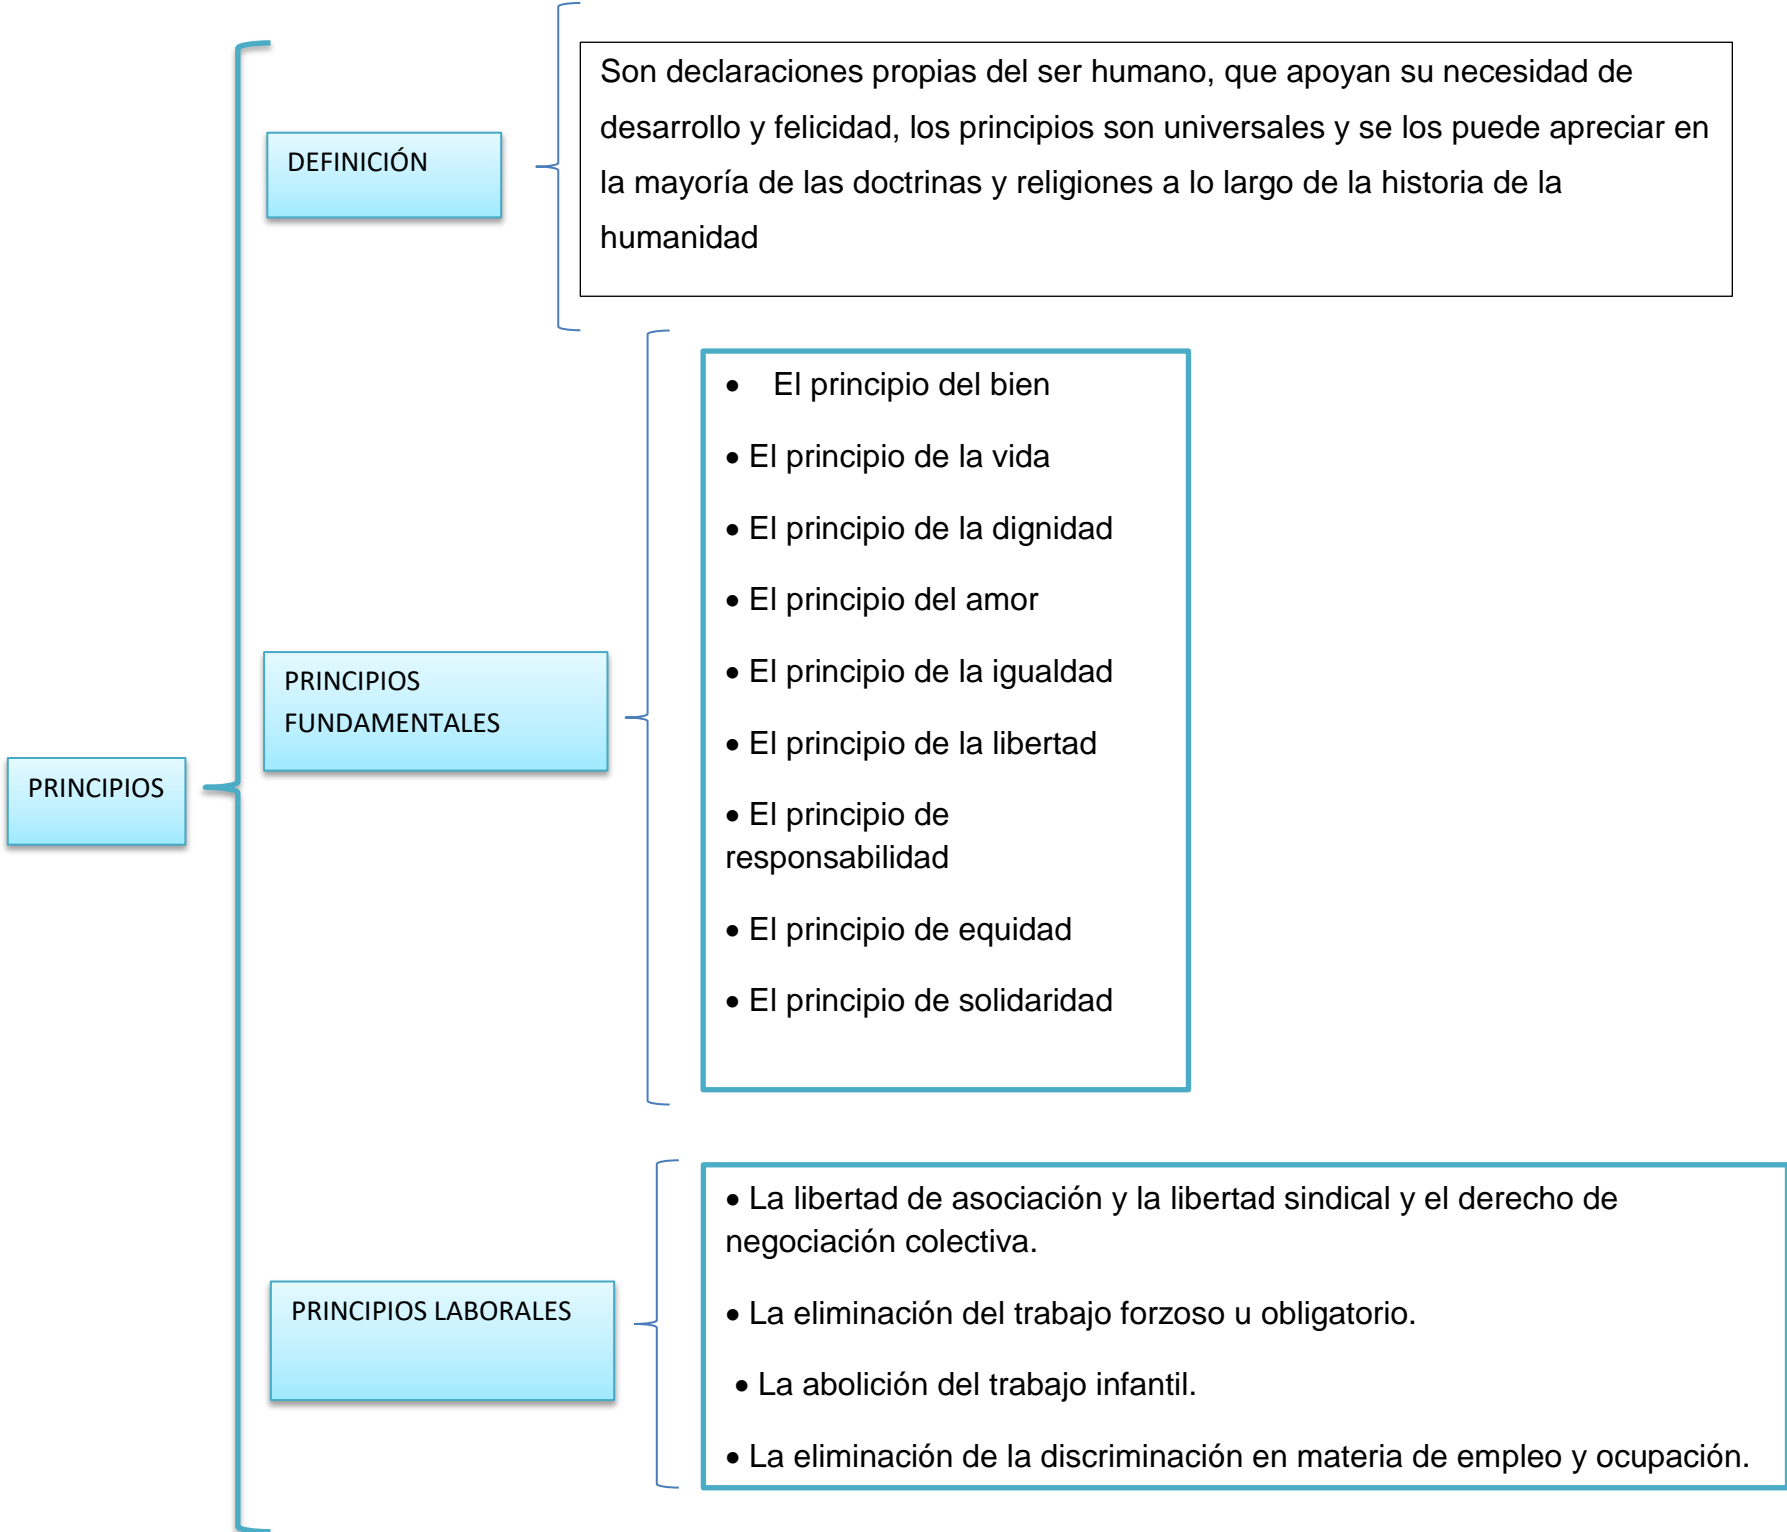 PRINCIPIOS
DEFINICIÓN
Son declaraciones propias del ser humano, que apoyan su necesidad de
desarrollo y felicidad, los principios son universales y se los puede apreciar en
la mayoría de las doctrinas y religiones a lo largo de la historia de la
humanidad
PRINCIPIOS
FUNDAMENTALES
• El principio del bien
• El principio de la vida
• El principio de la dignidad
• El principio del amor
• El principio de la igualdad
• El principio de la libertad
• El principio de
responsabilidad
• El principio de equidad
• El principio de solidaridad
PRINCIPIOS LABORALES
• La libertad de asociación y la libertad sindical y el derecho de
negociación colectiva.
• La eliminación del trabajo forzoso u obligatorio.
• La abolición del trabajo infantil.
• La eliminación de la discriminación en materia de empleo y ocupación.